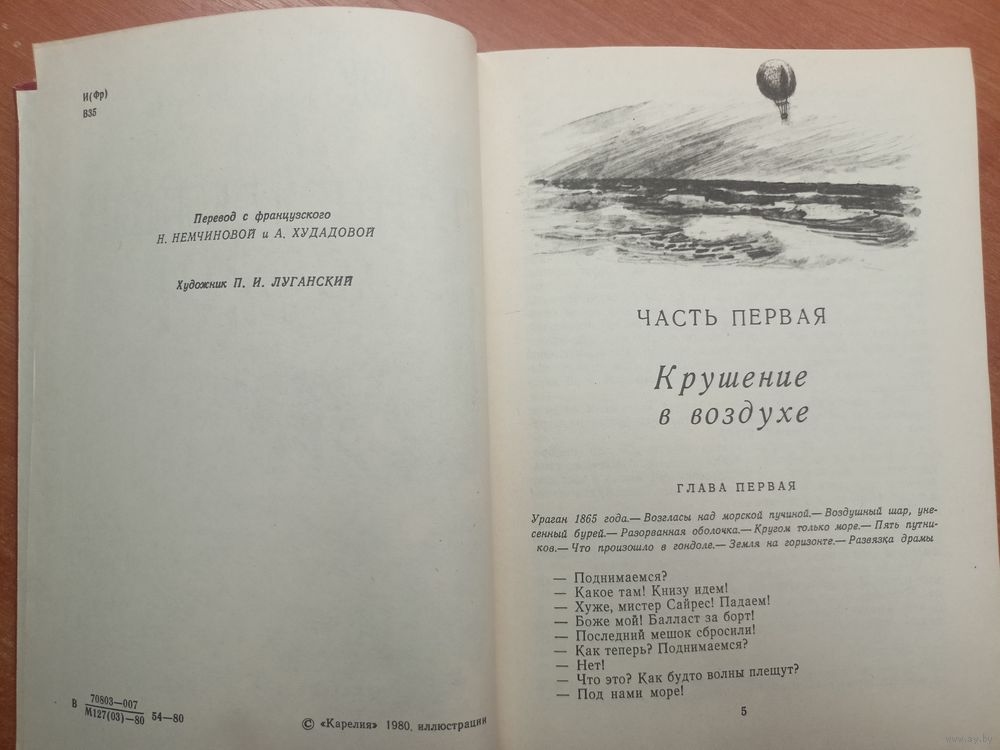 И(Фр)
В35
Перевод с французского
Н. НЕМЧИНОВОЙ и А. ХУДАДОВОЙ
Художник П. И. ЛУГАНСКИЙ
В 70803—007
М127(03)—80 54—80
© «Карелия» 1980, иллюстрации
ЧАСТЬ ПЕРВАЯ
Крушение
в воздухе
ГЛАВА ПЕРВАЯ
Ураган 1865 года.— Возгласы над морской пучиной.— Воздушный шар, уне-
сенный бурей.— Разорванная оболочка.— Кругом только море.— Пять путни-
ков.— Что произошло в гондоле.— Земля на горизонте.— Развязка драмы
— Поднимаемся?
— Какое там! Книзу идем!
— Хуже, мистер Сайрес! Падаем!
— Боже мой! Балласт за борт!
— Последний мешок сбросили!
— Как теперь? Поднимаемся?
— Нет!
— Что это? Как будто волны плещут?
— Под нами море!
5
www.ay.by